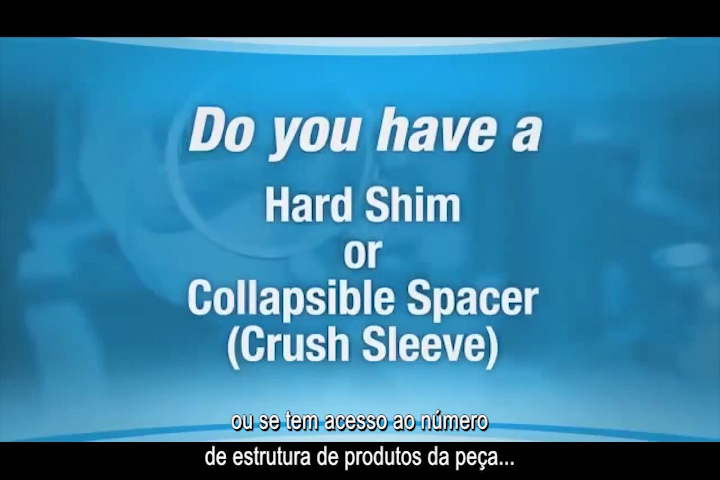 Do you have a
Hard Shim
or
Collapsible Spacer
(Crush Sleeve)
ou se tem acesso ao número
de estrutura de produtos da peça...